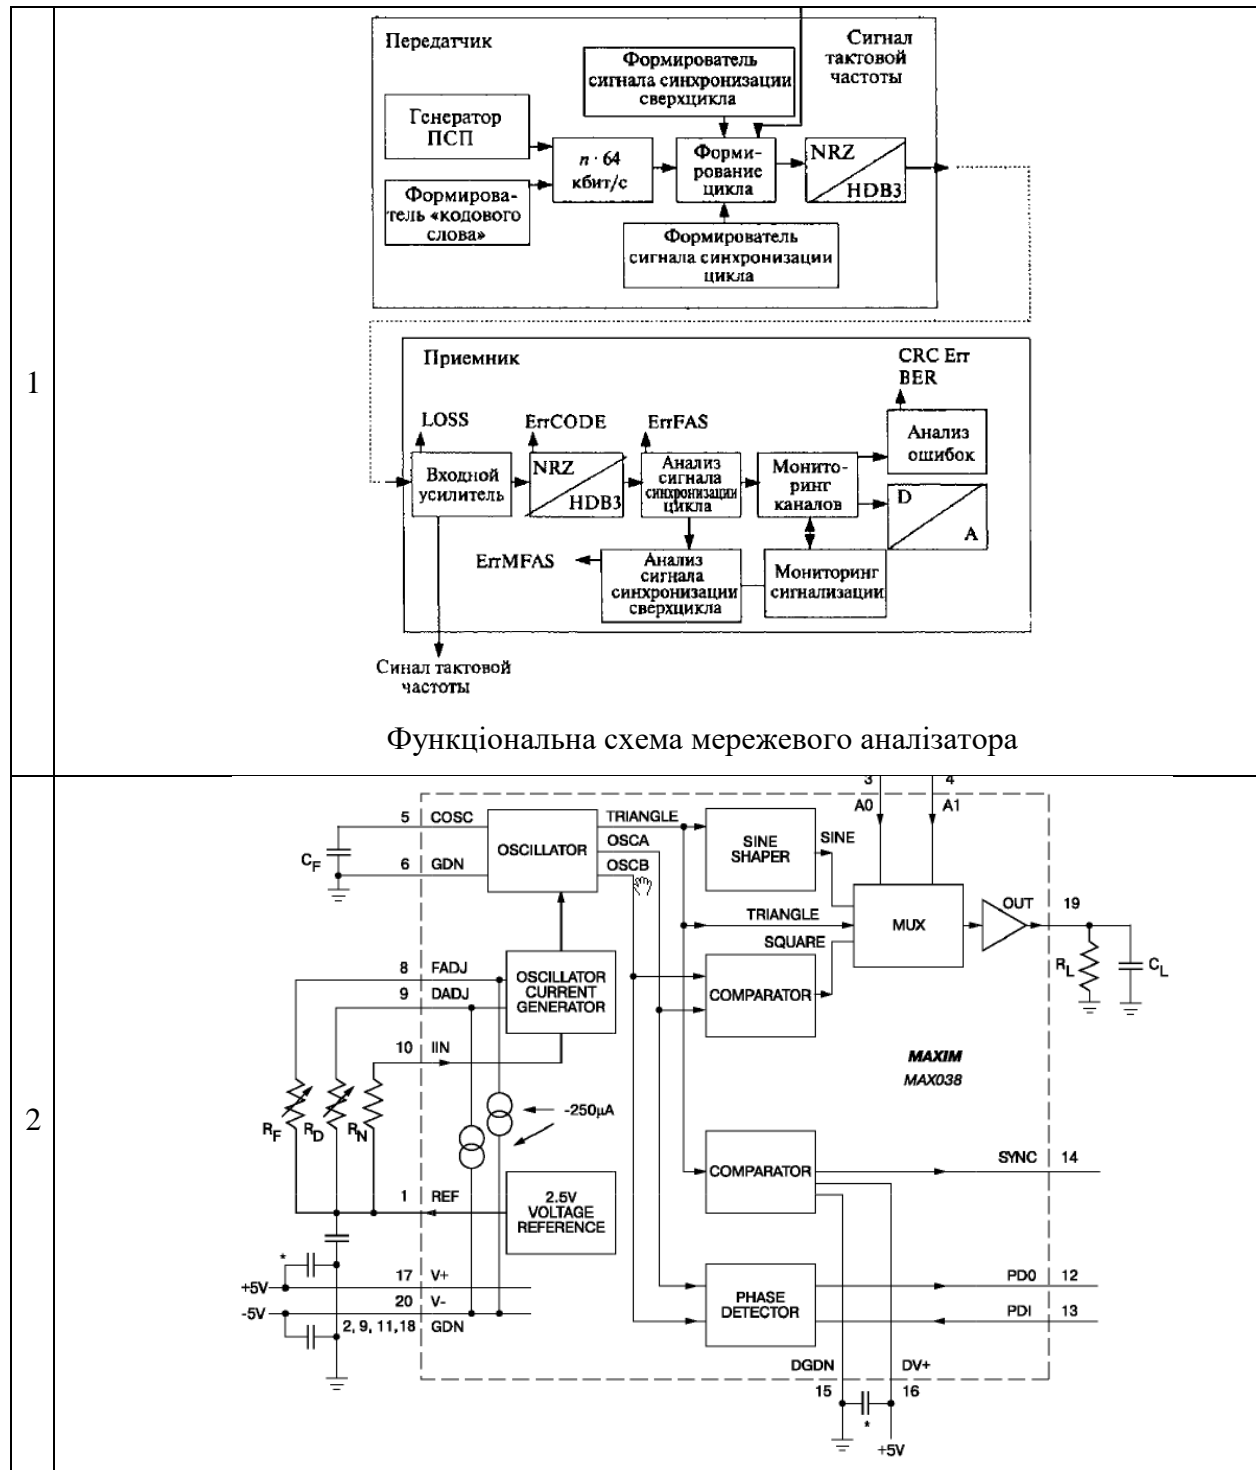 1
Передатчик
Сигнал
тактовой
частоты
Формирователь
сигнала синхронизации
сверхцикла
Генератор
ПСП
n · 64
кбит/с
Форми-
рование
цикла
NRZ
HDB3
Формирова-
тель «кодового
слова»
Формирователь
сигнала синхронизации
цикла
Приемник
CRC Err
BER
LOSS
ErrCODE
ErrFAS
Анализ
ошибок
Входной
усилитель
NRZ
HDB3
Анализ
сигнала
синхронизации
цикла
Монито-
ринг
каналов
D
A
ErrMFAS
Анализ
сигнала
синхронизации
сверхцикла
Мониторинг
сигнализации
Синал тактовой
частоты
Функціональна схема мережевого аналізатора
2
3
4
A0
A1
5
COSC
OSCILLATOR
TRIANGLE
OSCA
OSCB
SINE
SHAPER
SINE
CF
6
GDN
TRIANGLE
SQUARE
MUX
OUT
19
RL
CL
8
FADJ
9
DADJ
OSCILLATOR
CURRENT
GENERATOR
COMPARATOR
10
IIN
MAXIM
MAX038
-250µA
RF
RD
RN
COMPARATOR
SYNC
14
1
REF
2.5V
VOLTAGE
REFERENCE
*
+5V
17
V+
-5V
20
V-
2, 9, 11,18
GDN
PHASE
DETECTOR
PD0
12
PDI
13
DGDN
DV+
15
16
*
+5V